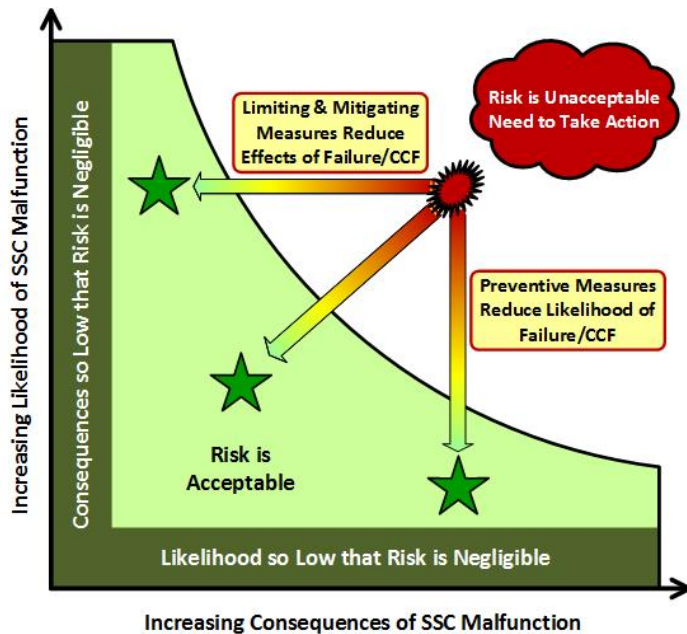 Risk is Unacceptable
Need to Take Action
Limiting & Mitigating
Measures Reduce
Effects of Failure/CCF
Preventive Measures
Reduce Likelihood of
Failure/CCF
Risk is
Acceptable
Increasing Likelihood of SSC Malfunction
Consequences so Low that Risk is Negligible
Likelihood so Low that Risk is Negligible
Increasing Consequences of SSC Malfunction